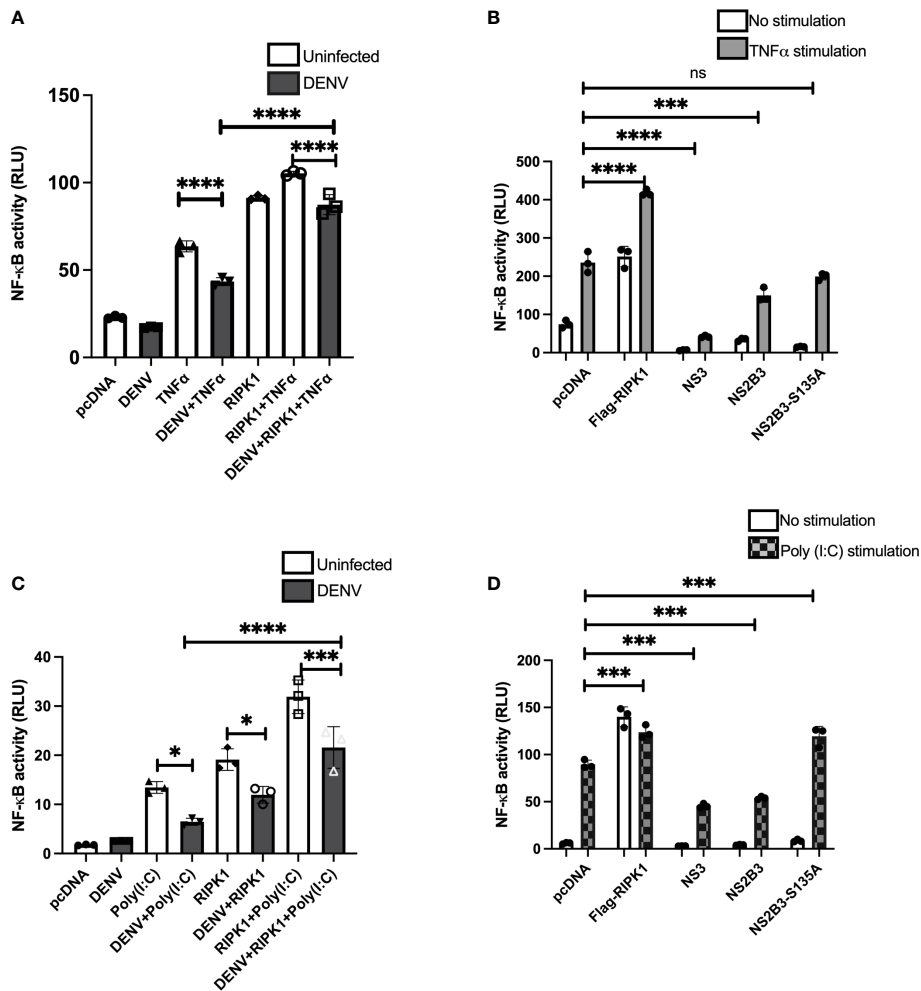 A
Uninfected
DENV
NF-κB activity (RLU)
150
100
50
0
****
****
****
pcDNA
DENV
TNFα
DENV+TNFα
RIPK1
RIPK1+TNFα
DENV+RIPK1+TNFα
B
No stimulation
TNFα stimulation
NF-κB activity (RLU)
500
400
300
200
100
0
ns
***
****
****
pcDNA
Flag-RIPK1
NS3
NS2B3
NS2B3-S135A
C
Uninfected
DENV
NF-κB activity (RLU)
40
30
20
10
0
****
***
*
*
pcDNA
DENV
Poly(I:C)
DENV+Poly(I:C)
RIPK1
DENV+RIPK1
RIPK1+Poly(I:C)
DENV+RIPK1+Poly(I:C)
D
No stimulation
Poly (I:C) stimulation
NF-κB activity (RLU)
200
150
100
50
0
***
***
***
***
pcDNA
Flag-RIPK1
NS3
NS2B3
NS2B3-S135A